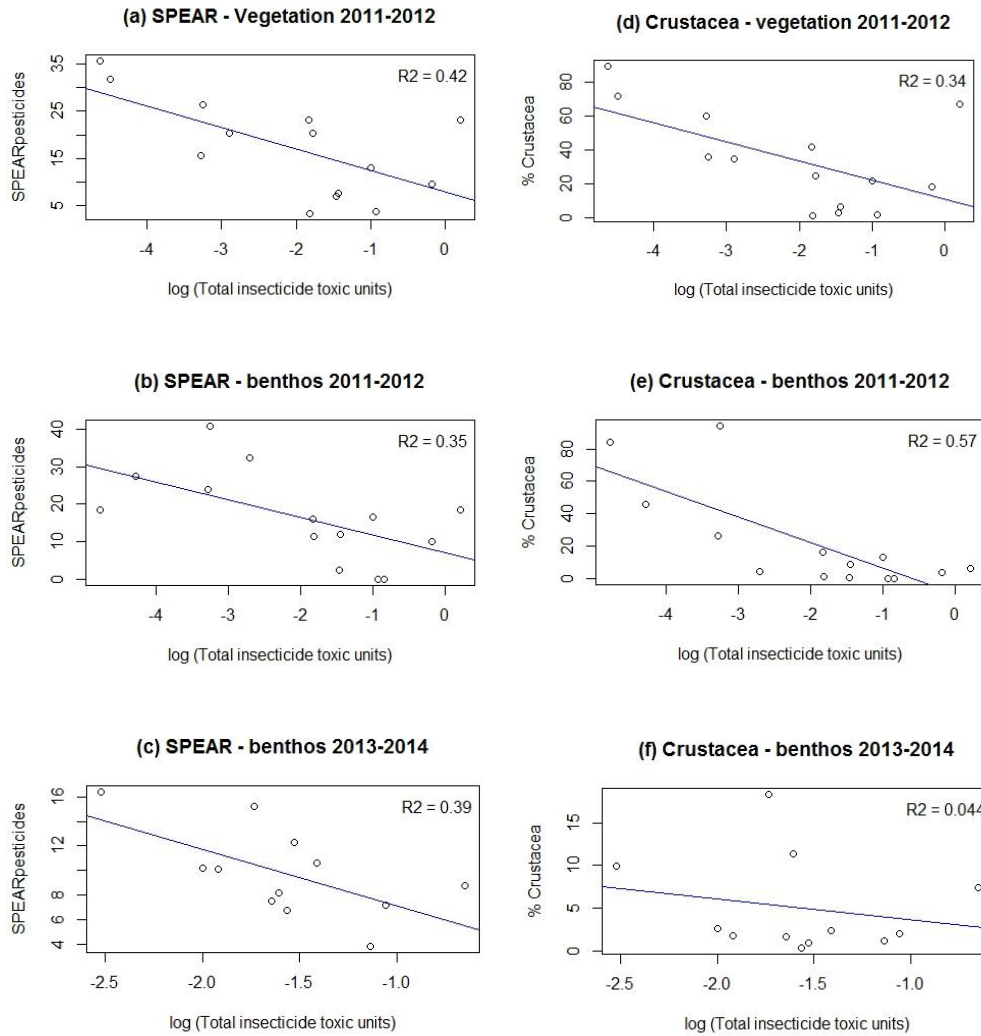 (a) SPEAR - Vegetation 2011-2012
SPEARpesticides
35
25
15
5
R2 = 0.42
-4 -3 -2 -1 0
log (Total insecticide toxic units)
(d) Crustacea - vegetation 2011-2012
% Crustacea
80
60
40
20
0
R2 = 0.34
-4 -3 -2 -1 0
log (Total insecticide toxic units)
(b) SPEAR - benthos 2011-2012
SPEARpesticides
40
30
20
10
0
R2 = 0.35
-4 -3 -2 -1 0
log (Total insecticide toxic units)
(e) Crustacea - benthos 2011-2012
% Crustacea
80
60
40
20
0
R2 = 0.57
-4 -3 -2 -1 0
log (Total insecticide toxic units)
(c) SPEAR - benthos 2013-2014
SPEARpesticides
16
12
8
6
4
R2 = 0.39
-2.5 -2.0 -1.5 -1.0
log (Total insecticide toxic units)
(f) Crustacea - benthos 2013-2014
% Crustacea
15
10
5
0
R2 = 0.044
-2.5 -2.0 -1.5 -1.0
log (Total insecticide toxic units)